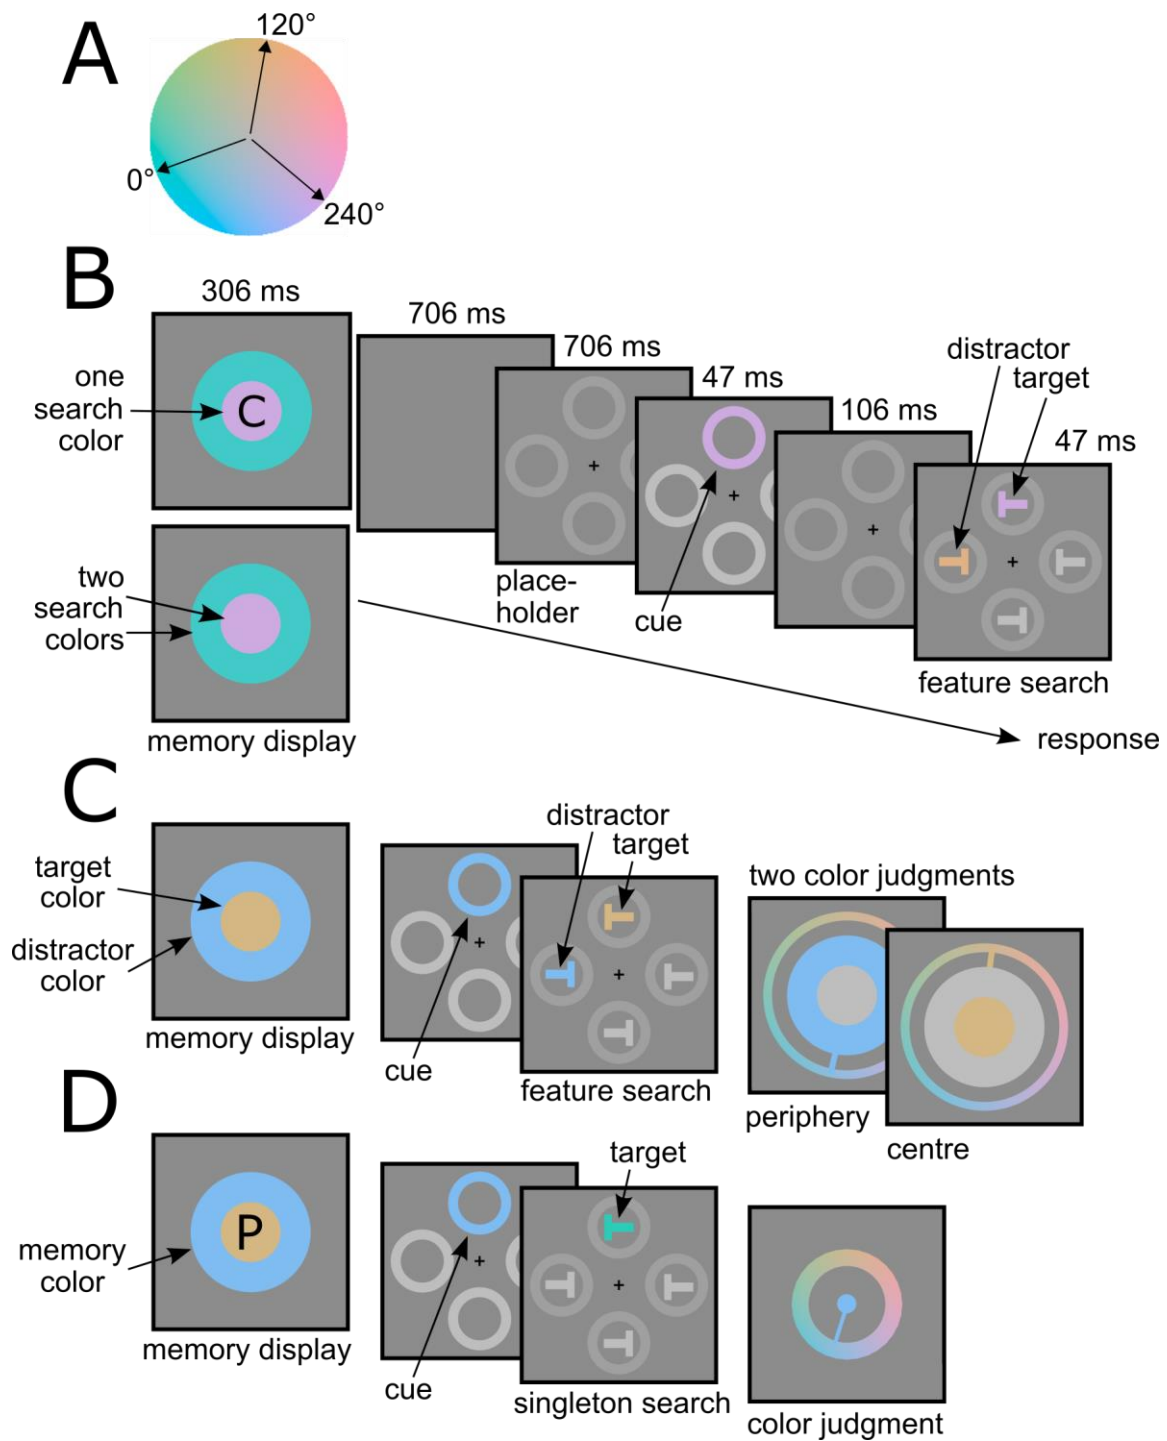 A
120°
0°
240°
B
306 ms
706 ms
706 ms
47 ms
106 ms
47 ms
one
search
color
C
distractor
target
two
search
colors
place-
holder
cue
feature search
memory display
response
C
target
color
distractor
color
memory display
cue
distractor
target
feature search
two color judgments
periphery
centre
D
memory
color
P
memory display
cue
target
singleton search
color judgment